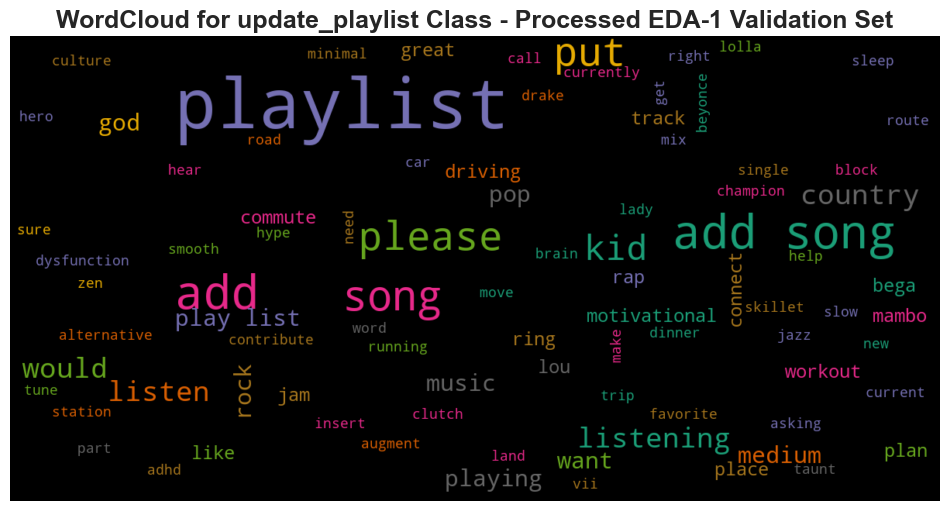 WordCloud for update_playlist Class - Processed EDA-1 Validation Set
culture
minimal
great
call
put
currently
right
lolla
sleep
hero
god
road
playlist
drake
get
beyonce
track
mix
route
hear
car
driving
pop
single
block
champion
country
sure
commute
hype
need
please
lady
kid
add song
help
dysfunction
smooth
brain
zen
add
song
move
rap
connect
bega
alternative
play list
word
contribute
running
ring
motivational
make
dinner
skillet
slow
mambo
jazz
new
would
tune
listen
rock
jam
music
lou
trip
workout
current
station
insert
clutch
favorite
asking
part
adhd
like
augment
land
playing
listening
want
vii
medium
place
taunt
plan